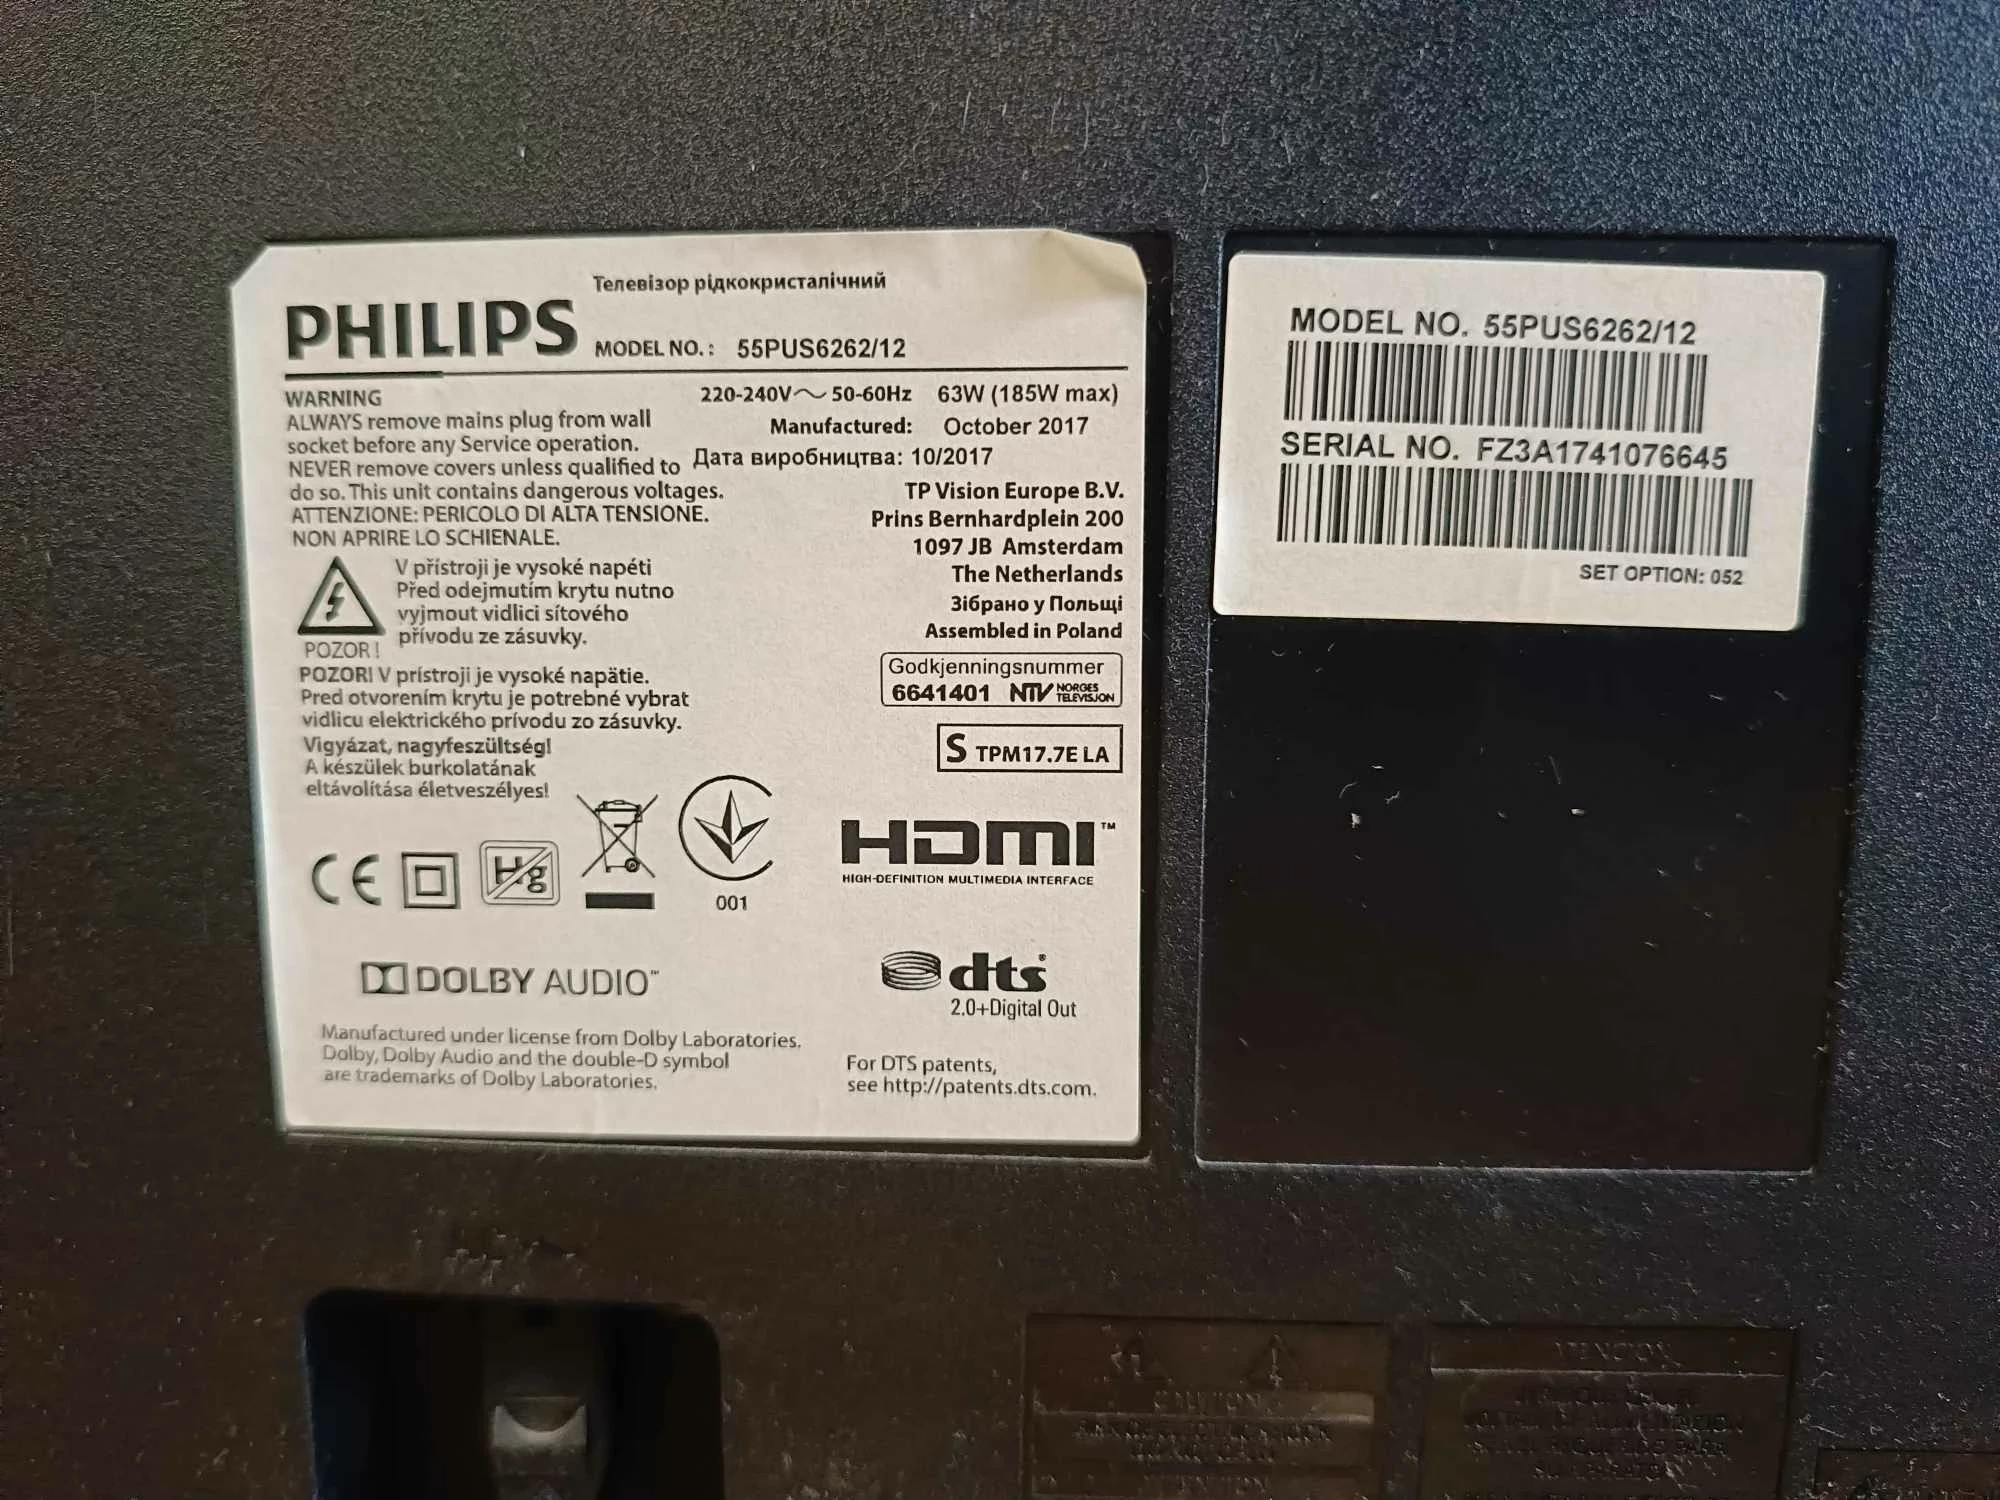 Телевізор рідкокристалічний
PHILIPS
MODEL NO.: 55PUS6262/12
WARNING
ALWAYS remove mains plug from wall
socket before any Service operation.
NEVER remove covers unless qualified to
do so. This unit contains dangerous voltages.
ATTENZIONE: PERICOLO DI ALTA TENSIONE.
NON APRIRE LO SCHIENALE.
V přístroji je vysoké napéti
Před odejmutím krytu nutno
vyjmout vidlici sítového
přívodu ze zásuvky.
POZOR!
POZOR! V prístroji je vysoké napätie.
Pred otvorením krytu je potrebné vybrat
vidlicu elektrického prívodu zo zásuvky.
Vigyázat, nagyfeszültség!
A készülek burkolatának
eltávolítása életveszélyes!
220-240V~ 50-60Hz 63W (185W max)
Manufactured: October 2017
Дата виробництва: 10/2017
TP Vision Europe B.V.
Prins Bernhardplein 200
1097 JB Amsterdam
The Netherlands
Зібрано у Польщі
Assembled in Poland
Godkjenningsnummer
6641401 NTV NORGES TELEVISJON
S TPM17.7E LA
CE
Hg
001
HDMI™
HIGH-DEFINITION MULTIMEDIA INTERFACE
DOLBY AUDIO™
dts®
2.0+Digital Out
Manufactured under license from Dolby Laboratories.
Dolby, Dolby Audio and the double-D symbol
are trademarks of Dolby Laboratories.
For DTS patents,
see http://patents.dts.com.
MODEL NO. 55PUS6262/12
SERIAL NO. FZ3A1741076645
SET OPTION: 052
CAUTION